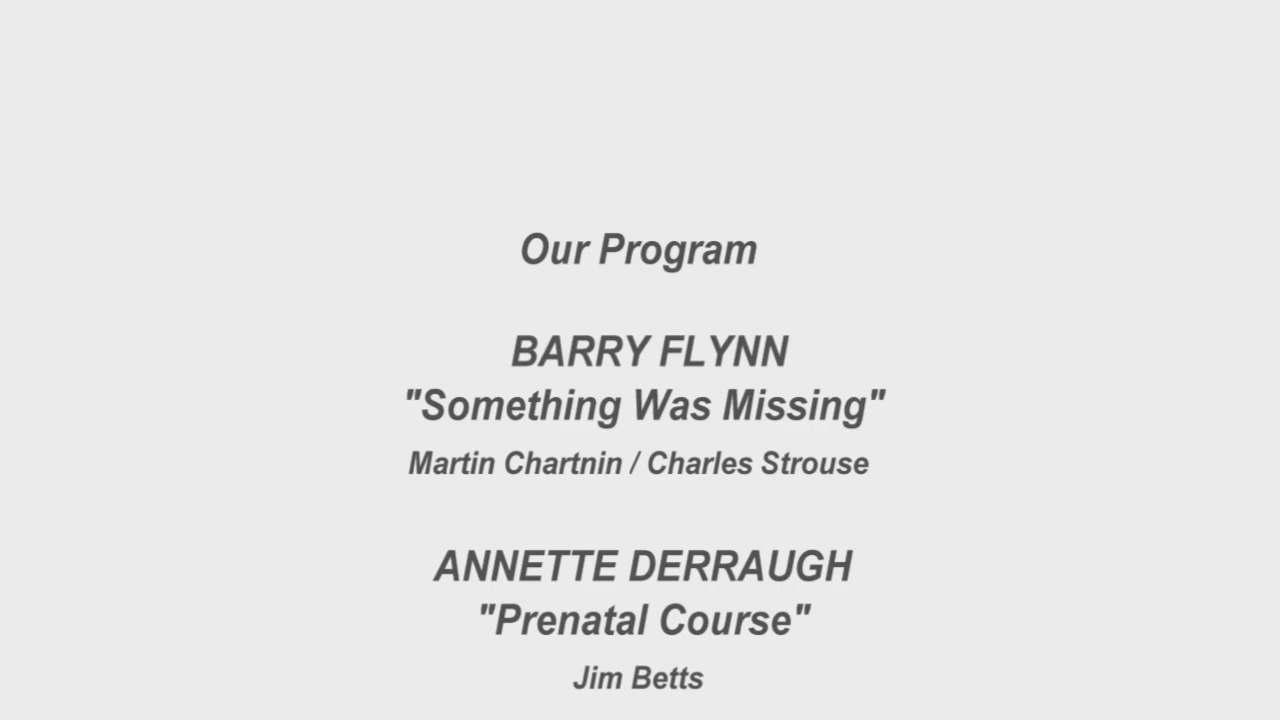 Our Program
BARRY FLYNN
"Something Was Missing"
Martin Chartnin / Charles Strouse
ANNETTE DERRAUGH
"Prenatal Course"
Jim Betts